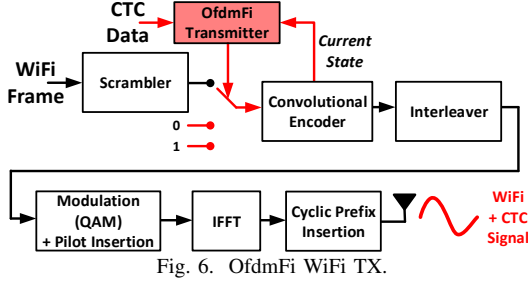 CTC
Data
OfdmFi
Transmitter
Current
State
WiFi
Frame
Scrambler
0
1
Convolutional
Encoder
Interleaver
Modulation
(QAM)
+ Pilot Insertion
IFFT
Cyclic Prefix
Insertion
WiFi
+ CTC
Signal
Fig. 6. OfdmFi WiFi TX.